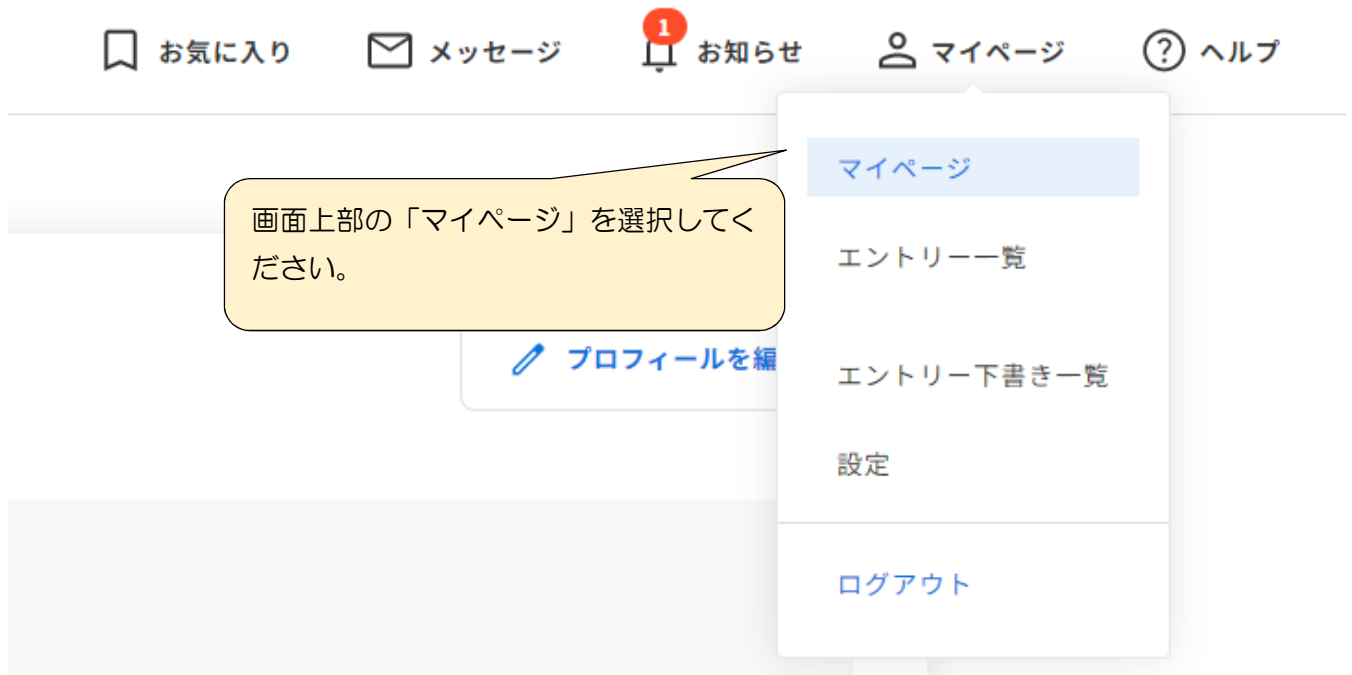 お気に入り メッセージ 1 お知らせ マイページ ? ヘルプ
マイページ
画面上部の「マイページ」を選択してく
ださい。
エントリー一覧
プロフィールを編
エントリー下書き一覧
設定
ログアウト